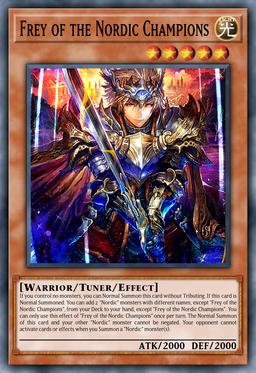 FREY OF THE NORDIC CHAMPIONS
光
[WARRIOR/TUNER/EFFECT]
If you control no monsters, you can Normal Summon this card without Tributing. If this card is
Normal Summoned: You can add 2 "Nordic" monsters with different names, except "Frey of the
Nordic Champions", from your Deck to your hand, except "Frey of the Nordic Champions". You
can only use this effect of "Frey of the Nordic Champions" once per turn. The Normal Summon
of this card and your other "Nordic" monster cannot be negated. Your opponent cannot
activate cards or effects when you Summon a "Nordic" monster(s).
ATK/2000 DEF/2000